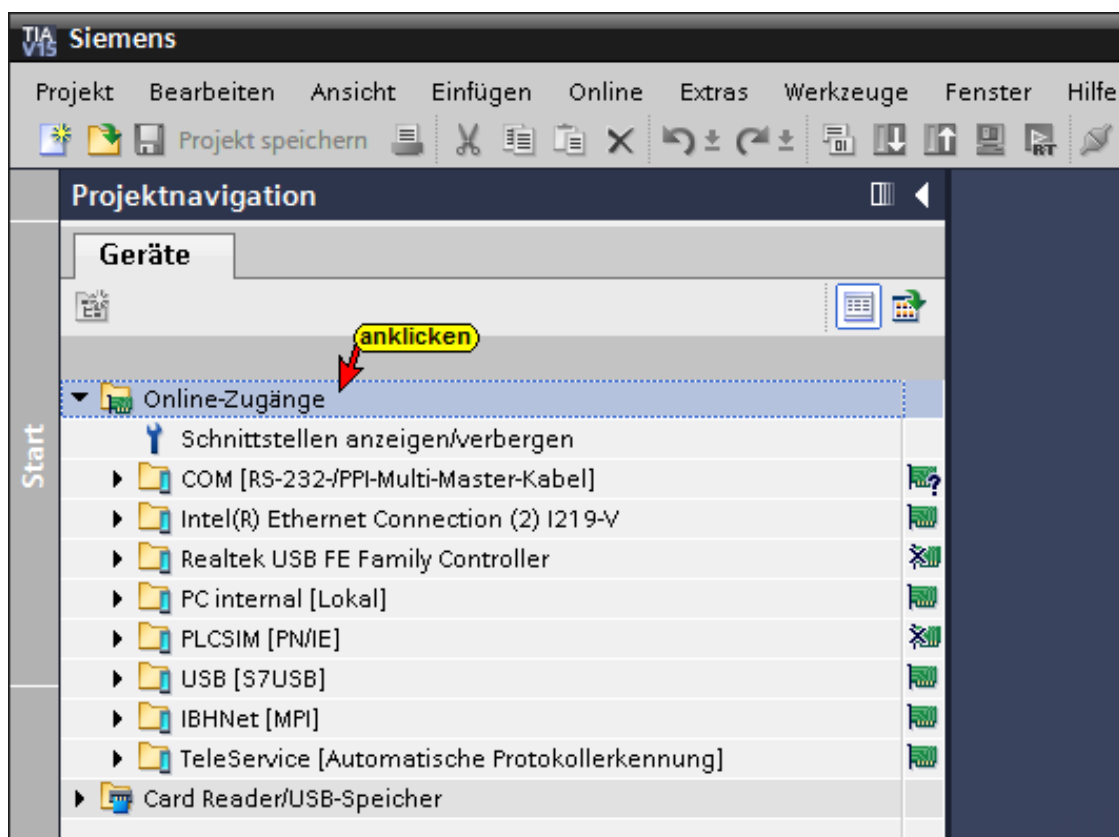 TIA V15 Siemens
Projekt Bearbeiten Ansicht Einfügen Online Extras Werkzeuge Fenster Hilfe
Projekt speichern RT
Projektnavigation
Geräte
anklicken
Online-Zugänge
Schnittstellen anzeigen/verbergen
COM [RS-232-/PPI-Multi-Master-Kabel]
Intel(R) Ethernet Connection (2) I219-V
Realtek USB FE Family Controller
PC internal [Lokal]
PLCSIM [PN/IE]
USB [S7USB]
IBHNet [MPI]
TeleService [Automatische Protokollerkennung]
Card Reader/USB-Speicher
Start